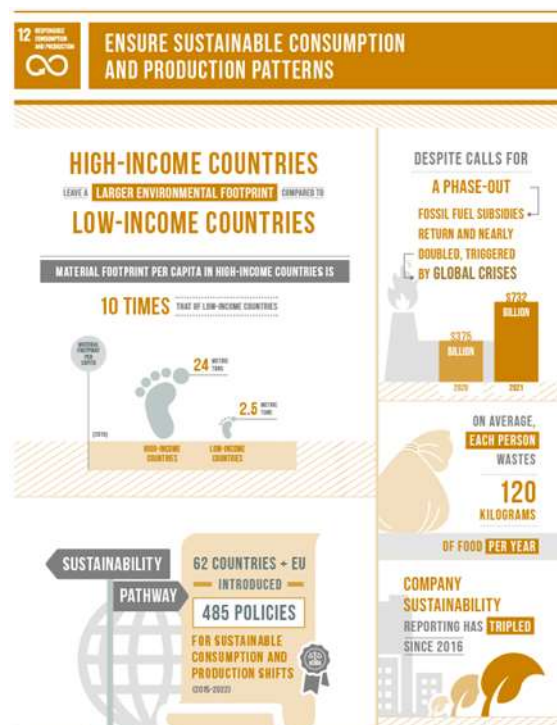 12 RESPONSIBLE
CONSUMPTION
AND PRODUCTION
ENSURE SUSTAINABLE CONSUMPTION
AND PRODUCTION PATTERNS
HIGH-INCOME COUNTRIES
LEAVE A LARGER ENVIRONMENTAL FOOTPRINT COMPARED TO
LOW-INCOME COUNTRIES
MATERIAL FOOTPRINT PER CAPITA IN HIGH-INCOME COUNTRIES IS
10 TIMES THAT OF LOW-INCOME COUNTRIES
MATERIAL
FOOTPRINT
PER
CAPITA
24 METRIC
TONS
2.5 METRIC
TONS
HIGH-INCOME
COUNTRIES
LOW-INCOME
COUNTRIES
DESPITE CALLS FOR
A PHASE-OUT
FOSSIL FUEL SUBSIDIES
RETURN AND NEARLY
DOUBLED, TRIGGERED
BY GLOBAL CRISES
$375
BILLION
2020
$732
BILLION
2021
ON AVERAGE,
EACH PERSON
WASTES
120
KILOGRAMS
OF FOOD PER YEAR
SUSTAINABILITY
PATHWAY
62 COUNTRIES + EU
INTRODUCED
485 POLICIES
FOR SUSTAINABLE
CONSUMPTION AND
PRODUCTION SHIFTS
(2015-2022)
COMPANY
SUSTAINABILITY
REPORTING HAS TRIPLED
SINCE 2016